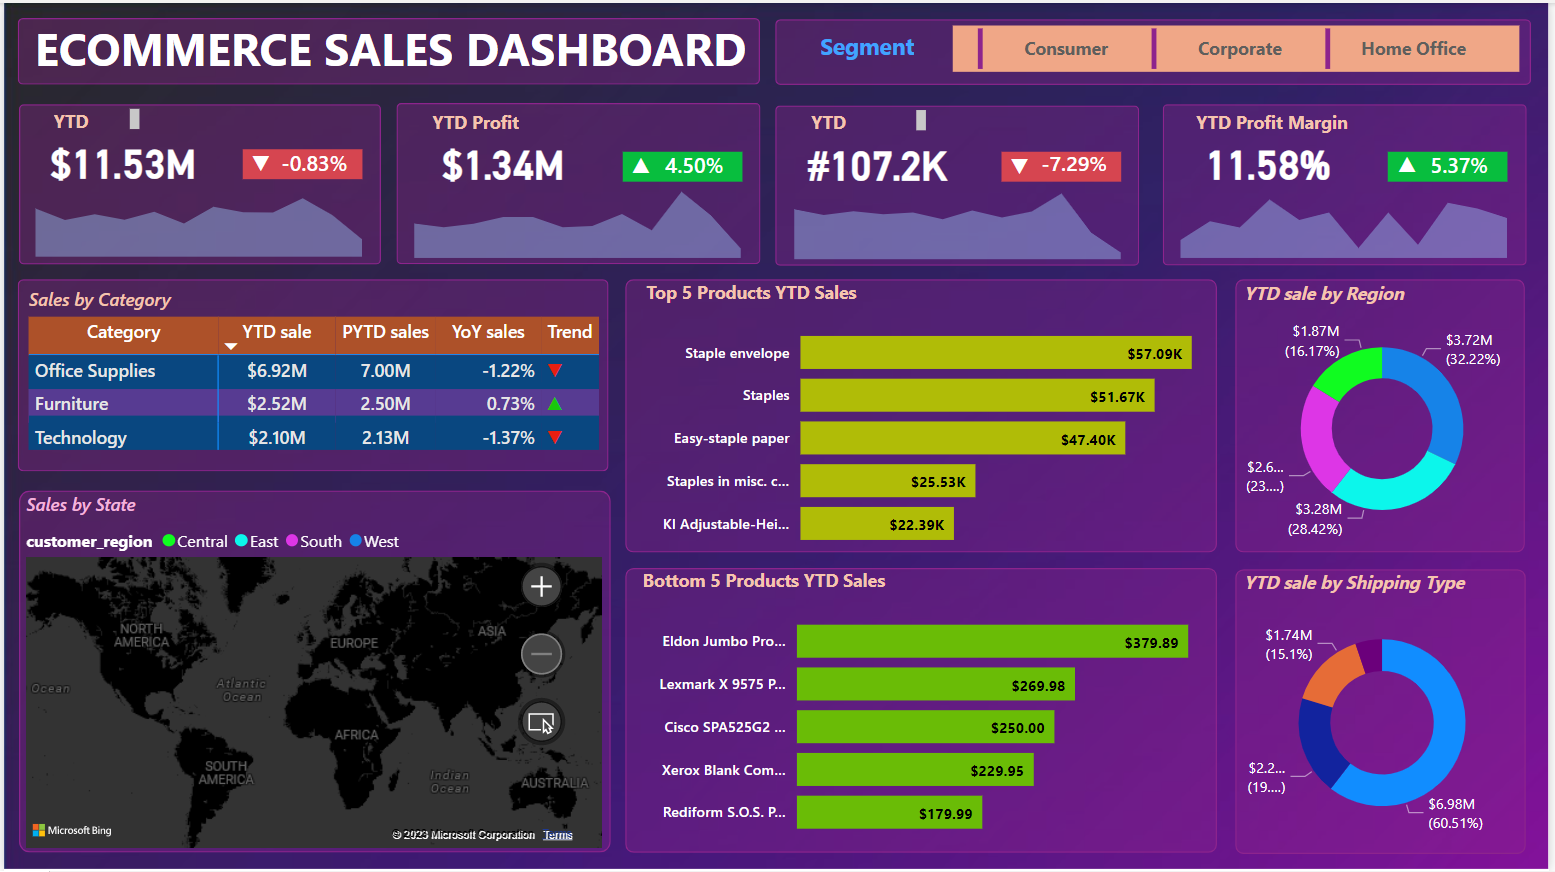 ECOMMERCE SALES DASHBOARD
Segment
Consumer
Corporate
Home Office
YTD
$11.53M
▼ -0.83%
YTD Profit
$1.34M
▲ 4.50%
YTD
#107.2K
▼ -7.29%
YTD Profit Margin
11.58%
▲ 5.37%
Sales by Category
Category YTD sale PYTD sales YoY sales Trend
Office Supplies $6.92M 7.00M -1.22% ▼
Furniture $2.52M 2.50M 0.73% ▲
Technology $2.10M 2.13M -1.37% ▼
Sales by State
customer_region Central East South West
NORTH
AMERICA
EUROPE
ASIA
Ocean
Atlantic
Ocean
AFRICA
SOUTH
AMERICA
Indian
Ocean
AUSTRALIA
Microsoft Bing
© 2023 Microsoft Corporation Terms
Top 5 Products YTD Sales
Staple envelope $57.09K
Staples $51.67K
Easy-staple paper $47.40K
Staples in misc. c... $25.53K
KI Adjustable-Hei... $22.39K
Bottom 5 Products YTD Sales
Eldon Jumbo Pro... $379.89
Lexmark X 9575 P... $269.98
Cisco SPA525G2 ... $250.00
Xerox Blank Com... $229.95
Rediform S.O.S. P... $179.99
YTD sale by Region
$1.87M
(16.17%)
$3.72M
(32.22%)
$2.6...
(23....)
$3.28M
(28.42%)
YTD sale by Shipping Type
$1.74M
(15.1%)
$2.2...
(19....)
$6.98M
(60.51%)